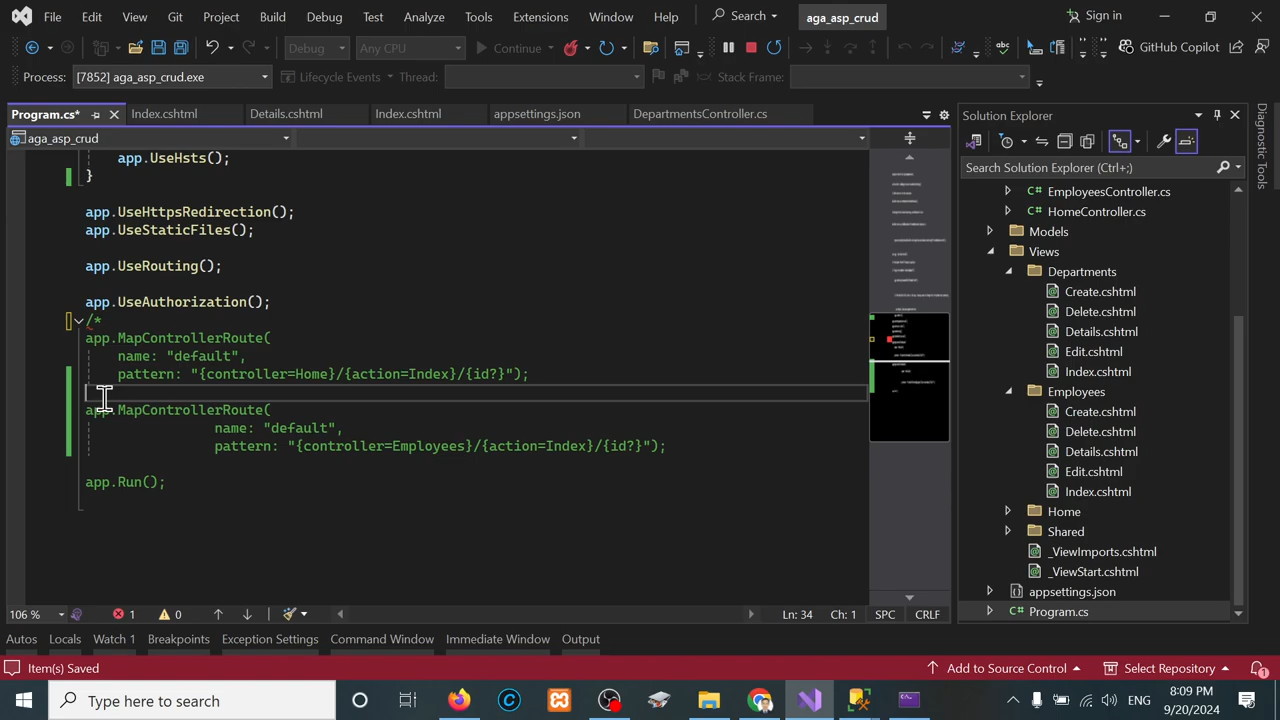 File Edit View Git Project Build Debug Test Analyze Tools Extensions Window Help Search aga_asp_crud Sign in
Debug Any CPU Continue GitHub Copilot
Process: [7852] aga_asp_crud.exe Lifecycle Events Thread: Stack Frame:
Program.cs* Index.cshtml Details.cshtml Index.cshtml appsettings.json DepartmentsController.cs
aga_asp_crud
app.UseHsts();
}
app.UseHttpsRedirection();
app.UseStaticFiles();
app.UseRouting();
app.UseAuthorization();
/*
app.MapControllerRoute(
name: "default",
pattern: "{controller=Home}/{action=Index}/{id?}");
app.MapControllerRoute(
name: "default",
pattern: "{controller=Employees}/{action=Index}/{id?}");
app.Run();
106 % 1 0 Ln: 34 Ch: 1 SPC CRLF
Solution Explorer
Search Solution Explorer (Ctrl+;)
EmployeesController.cs
HomeController.cs
Models
Views
Departments
Create.cshtml
Delete.cshtml
Details.cshtml
Edit.cshtml
Index.cshtml
Employees
Create.cshtml
Delete.cshtml
Details.cshtml
Edit.cshtml
Index.cshtml
Home
Shared
_ViewImports.cshtml
_ViewStart.cshtml
appsettings.json
Program.cs
Diagnostic Tools
Autos Locals Watch 1 Breakpoints Exception Settings Command Window Immediate Window Output
Item(s) Saved Add to Source Control Select Repository 1
Type here to search ENG 8:09 PM
9/20/2024